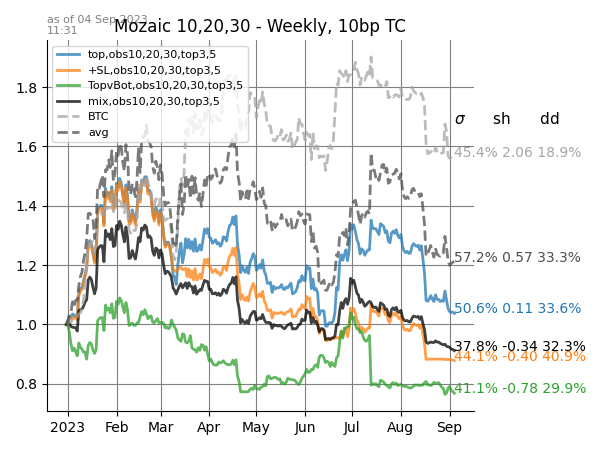 as of 04 Sep 2023
11:31
Mozaic 10,20,30 - Weekly, 10bp TC
top,obs10,20,30,top3,5
+SL,obs10,20,30,top3,5
TopvBot,obs10,20,30,top3,5
mix,obs10,20,30,top3,5
BTC
avg
σ sh dd
45.4% 2.06 18.9%
57.2% 0.57 33.3%
50.6% 0.11 33.6%
37.8% -0.34 32.3%
44.1% -0.40 40.9%
41.1% -0.78 29.9%
1.8
1.6
1.4
1.2
1.0
0.8
2023 Feb Mar Apr May Jun Jul Aug Sep